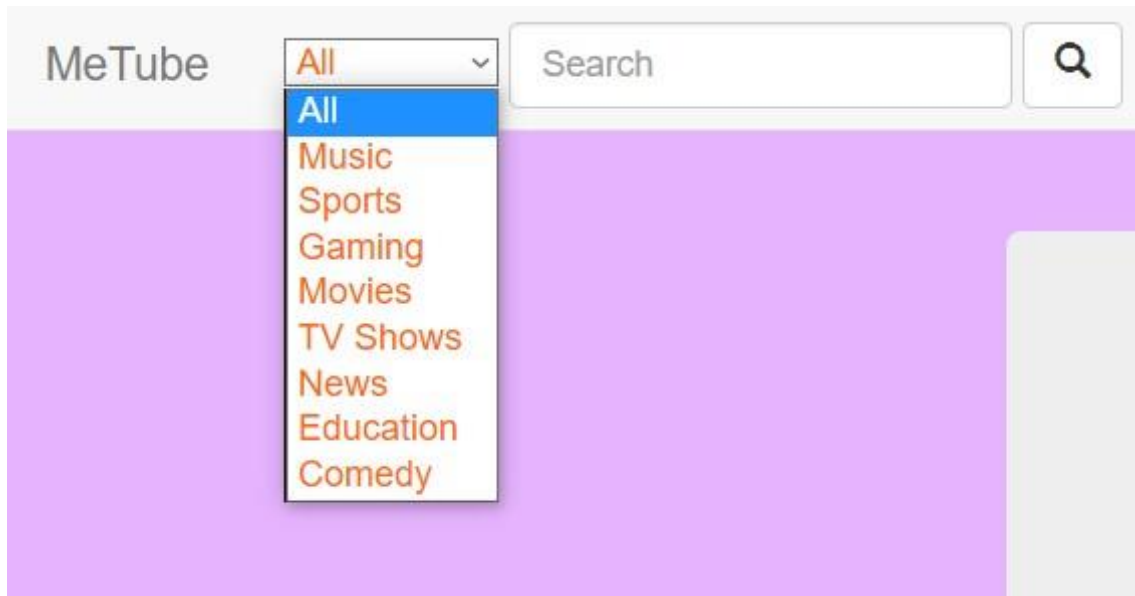 MeTube All Search
All
Music
Sports
Gaming
Movies
TV Shows
News
Education
Comedy